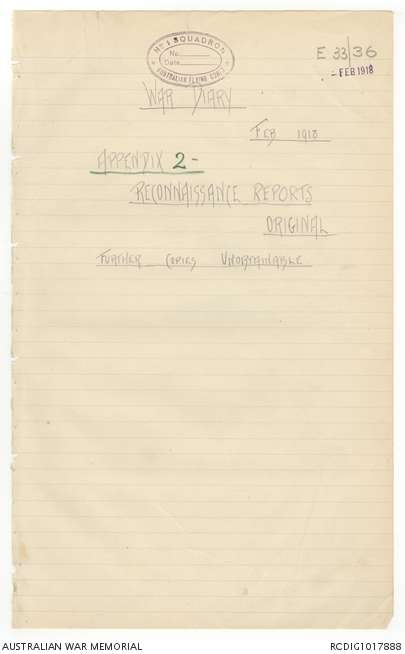 No 1 SQUADRON
No
Date
AUSTRALIAN FLYING CORPS
E 33/36
- FEB 1918
WAR DIARY
FEB 1918
APPENDIX 2-
RECONNAISSANCE REPORTS
ORIGINAL
FURTHER COPIES UNOBTAINABLE
AUSTRALIAN WAR MEMORIAL
RCDIG1017888